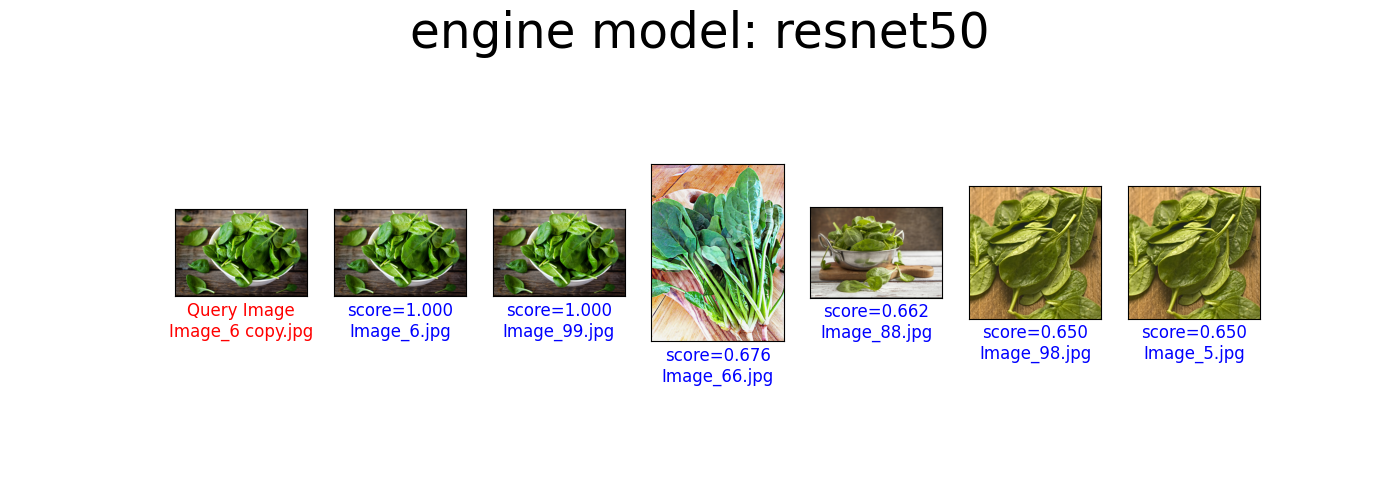 engine model: resnet50
Query Image
Image_6 copy.jpg
score=1.000
Image_6.jpg
score=1.000
Image_99.jpg
score=0.676
Image_66.jpg
score=0.662
Image_88.jpg
score=0.650
Image_98.jpg
score=0.650
Image_5.jpg